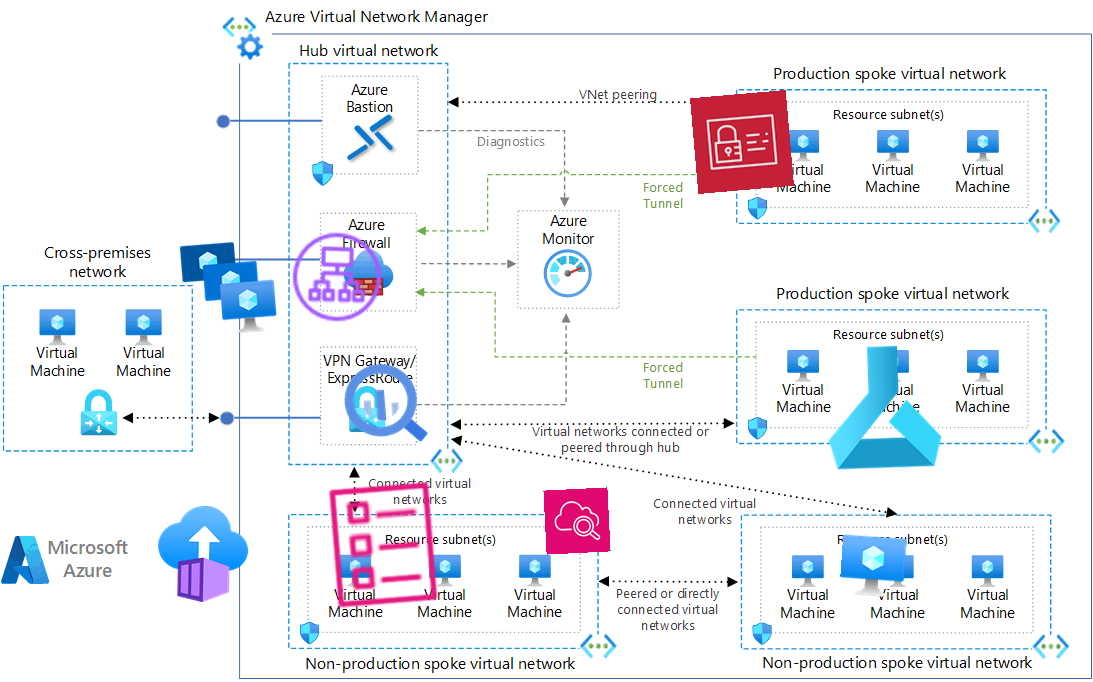 Azure Virtual Network Manager
Hub virtual network
Azure
Bastion
VNet peering
Diagnostics
Production spoke virtual network
Resource subnet(s)
Virtual
Machine
Virtual
Machine
Virtual
Machine
Forced
Tunnel
Azure
Firewall
Azure
Monitor
Cross-premises
network
Virtual
Machine
Virtual
Machine
VPN Gateway/
ExpressRoute
Forced
Tunnel
Production spoke virtual network
Resource subnet(s)
Virtual
Machine
Virtual
Machine
Virtual
Machine
Virtual networks connected or
peered through hub
Connected virtual
networks
Connected virtual
networks
Microsoft
Azure
Resource subnet(s)
Virtual
Machine
Virtual
Machine
Virtual
Machine
Non-production spoke virtual network
Peered or directly
connected virtual
networks
Resource subnet(s)
Virtual
Machine
Virtual
Machine
Virtual
Machine
Non-production spoke virtual network